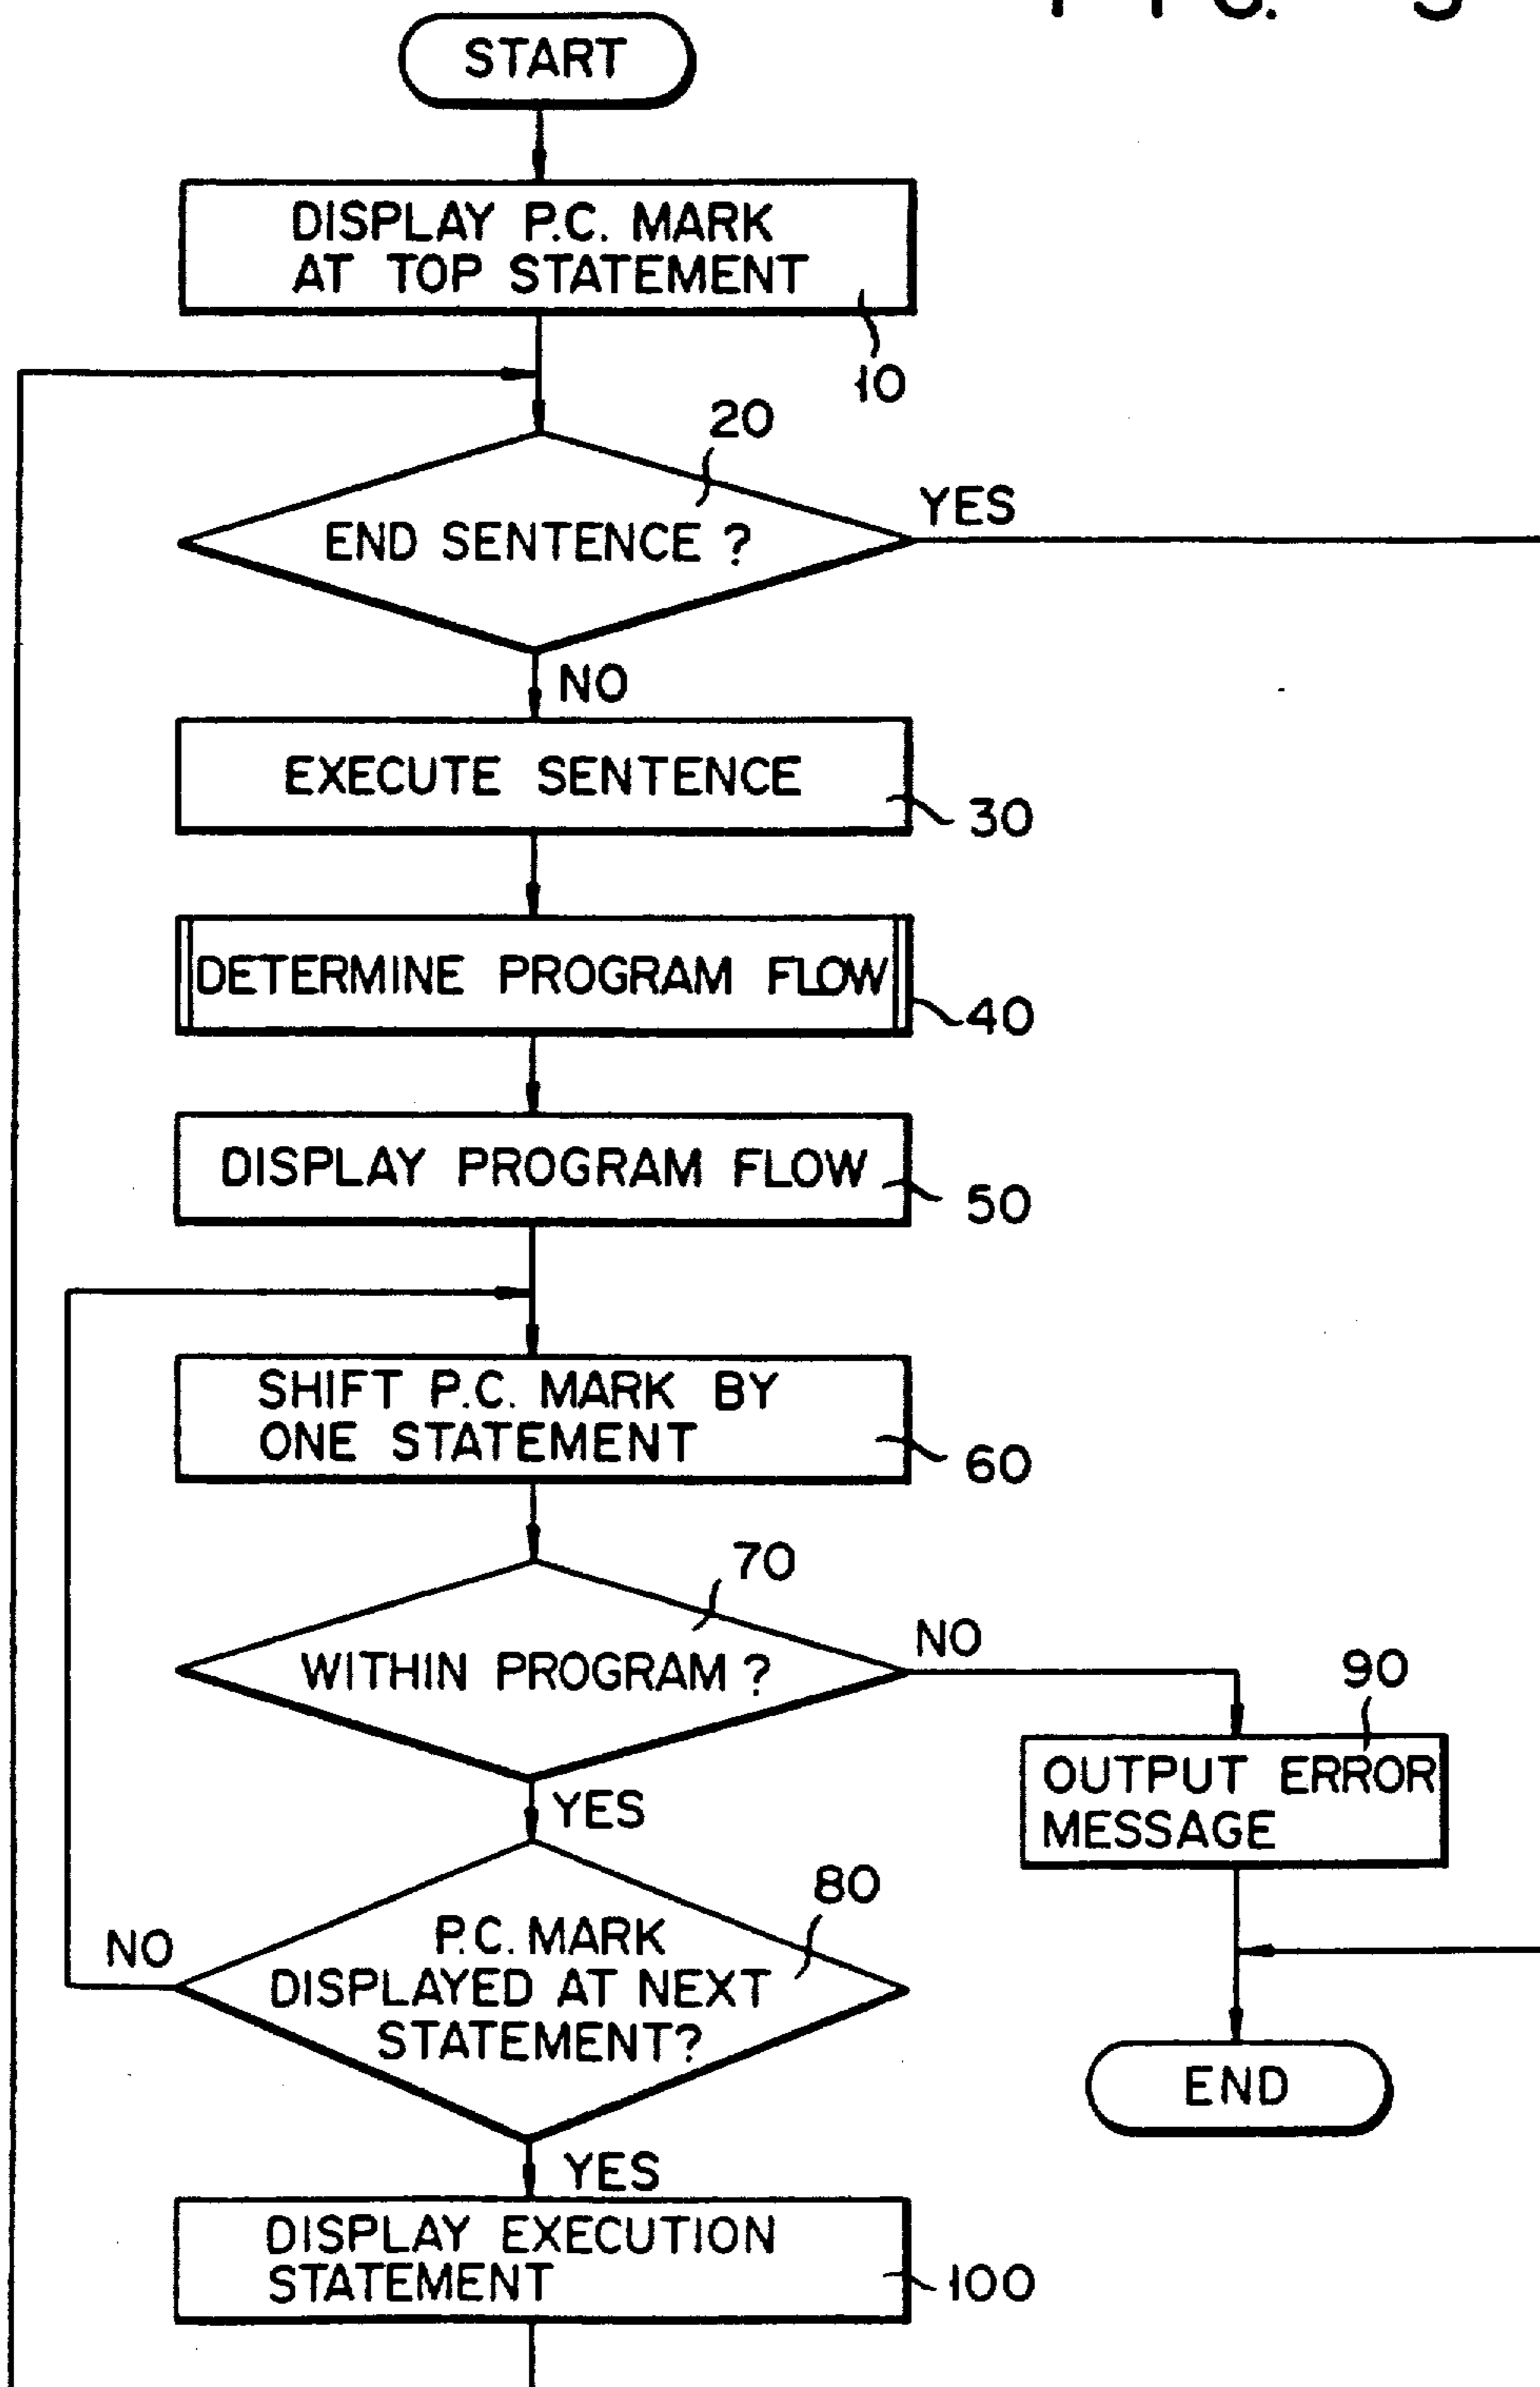 START
DISPLAY P.C. MARK
AT TOP STATEMENT
10
20
END SENTENCE ?
YES
NO
EXECUTE SENTENCE
30
DETERMINE PROGRAM FLOW
40
DISPLAY PROGRAM FLOW
50
SHIFT P.C. MARK BY
ONE STATEMENT
60
70
WITHIN PROGRAM ?
NO
90
OUTPUT ERROR
MESSAGE
YES
80
P.C. MARK
DISPLAYED AT NEXT
STATEMENT?
NO
END
YES
DISPLAY EXECUTION
STATEMENT
100